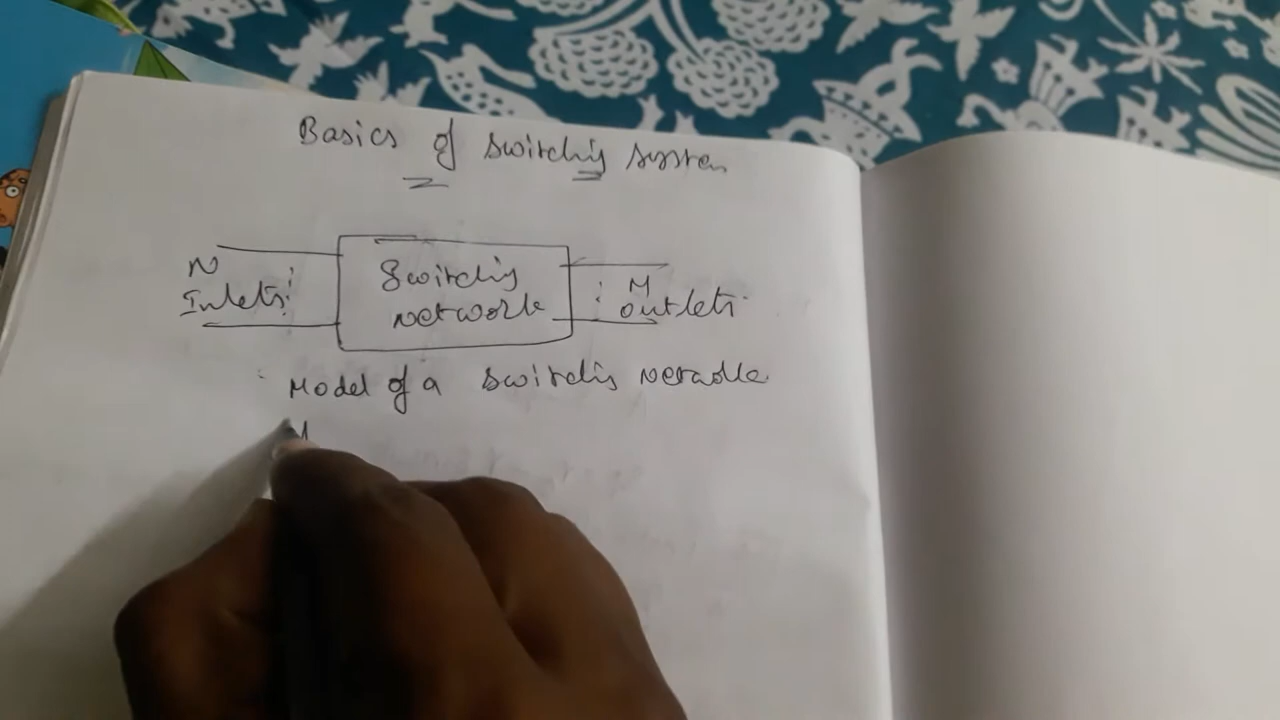 Basics of switching system
N
Inlets
Switching
network
M
outlets
Model of a switching network